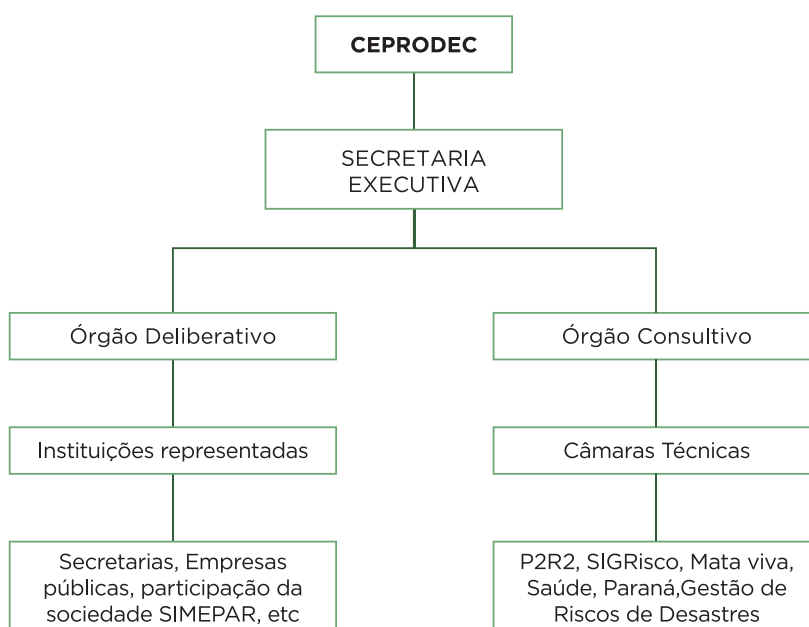 CEPRODEC
SECRETARIA
EXECUTIVA
Órgão Deliberativo
Órgão Consultivo
Instituições representadas
Câmaras Técnicas
Secretarias, Empresas
públicas, participação da
sociedade SIMEPAR, etc
P2R2, SIGRisco, Mata viva,
Saúde, Paraná,Gestão de
Riscos de Desastres